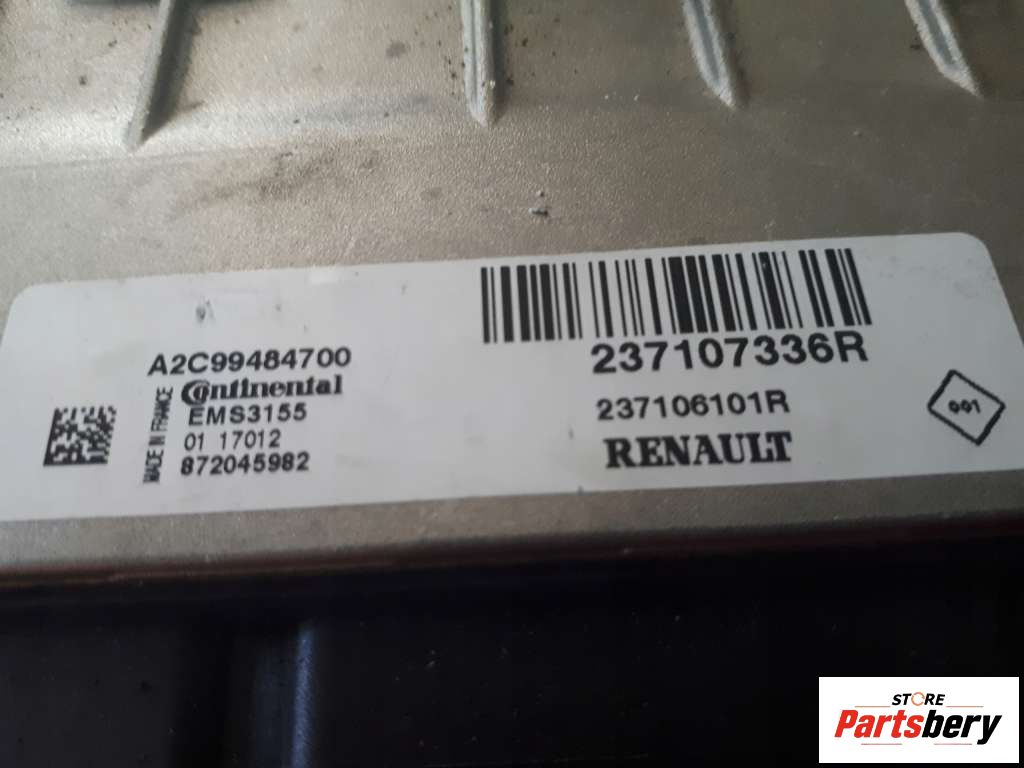 A2C99484700
Continental
MADE IN FRANCE
EMS3155
01 17012
872045982
237107336R
237106101R
RENAULT
001
STORE
Partsbery